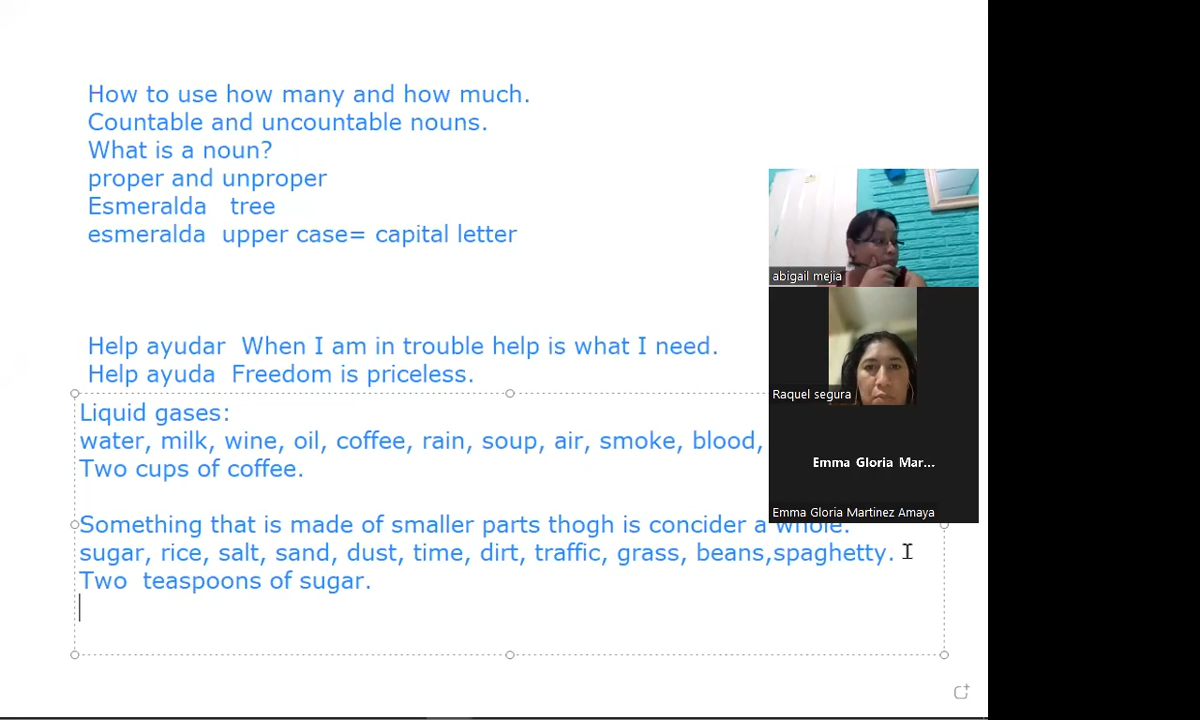 How to use how many and how much.
Countable and uncountable nouns.
What is a noun?
proper and unproper
Esmeralda tree
esmeralda upper case= capital letter
Help ayudar When I am in trouble help is what I need.
Help ayuda Freedom is priceless.
Liquid gases:
water, milk, wine, oil, coffee, rain, soup, air, smoke, blood,
Two cups of coffee.
Something that is made of smaller parts thogh is concider a whole.
sugar, rice, salt, sand, dust, time, dirt, traffic, grass, beans,spaghetty.
Two teaspoons of sugar.
abigail mejia
Raquel segura
Emma Gloria Mar...
Emma Gloria Martinez Amaya